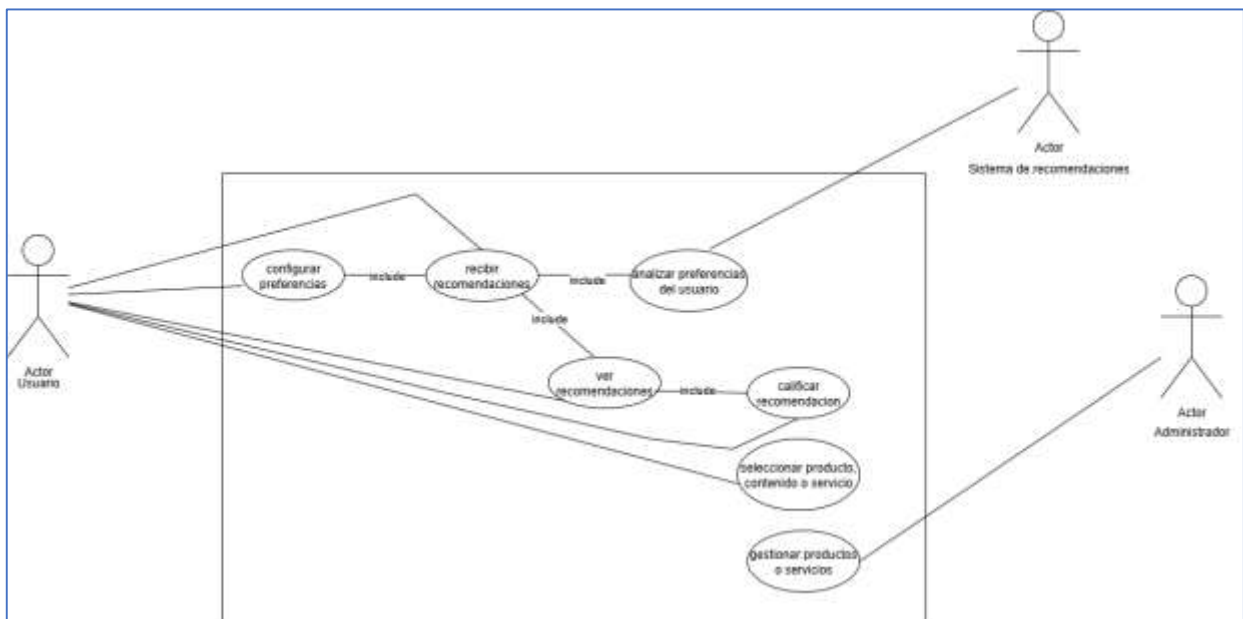 Actor
Sistema de recomendaciones
configurar
preferencias
include
recibir
recomendaciones
include
analizar preferencias
del usuario
include
Actor
Usuario
ver
recomendaciones
include
calificar
recomendacion
Actor
Administrador
seleccionar producto,
contenido o servicio
gestionar productos
o servicios